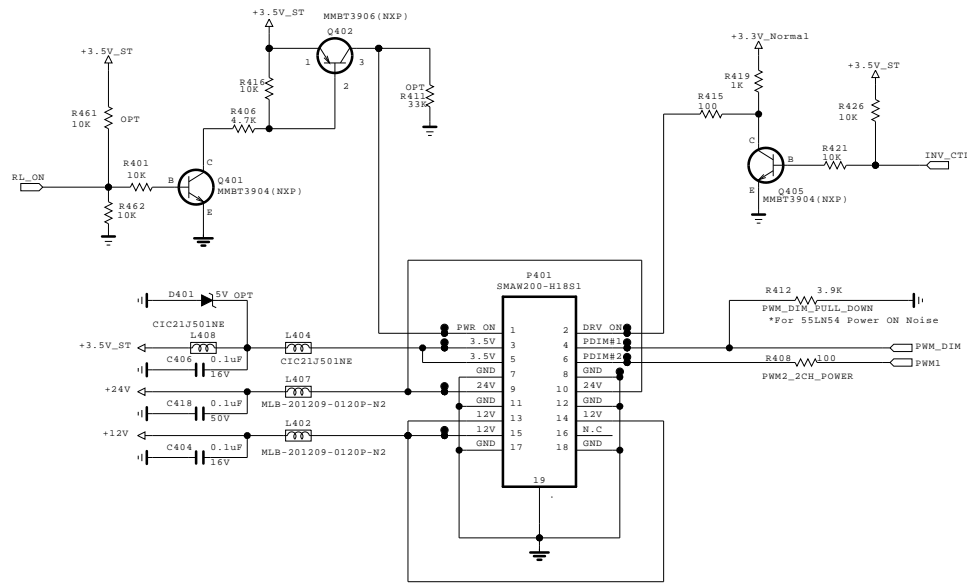 +3.5V_ST
MMBT3906(NXP)
Q402
1
3
2
+3.5V_ST
R416
10K
OPT
R411
33K
R461
10K
OPT
R406
4.7K
RL_ON
R401
10K
B
C
E
Q401
MMBT3904(NXP)
R462
10K
+3.3V_Normal
R419
1K
+3.5V_ST
R415
100
R426
10K
C
B
E
R421
10K
INV_CTL
Q405
MMBT3904(NXP)
P401
SMAW200-H18S1
D401
5V
OPT
CIC21J501NE
L408
L404
CIC21J501NE
+3.5V_ST
C406
0.1uF
16V
+24V
L407
MLB-201209-0120P-N2
C418
0.1uF
50V
+12V
L402
MLB-201209-0120P-N2
C404
0.1uF
16V
PWR ON 1 2 DRV ON
3.5V 3 4 PDIM#1
3.5V 5 6 PDIM#2
GND 7 8 GND
24V 9 10 24V
GND 11 12 GND
12V 13 14 12V
12V 15 16 N.C
GND 17 18 GND
19
.
R412
3.9K
PWM_DIM_PULL_DOWN
*For 55LN54 Power ON Noise
PWM_DIM
R408
100
PWM1
PWM2_2CH_POWER